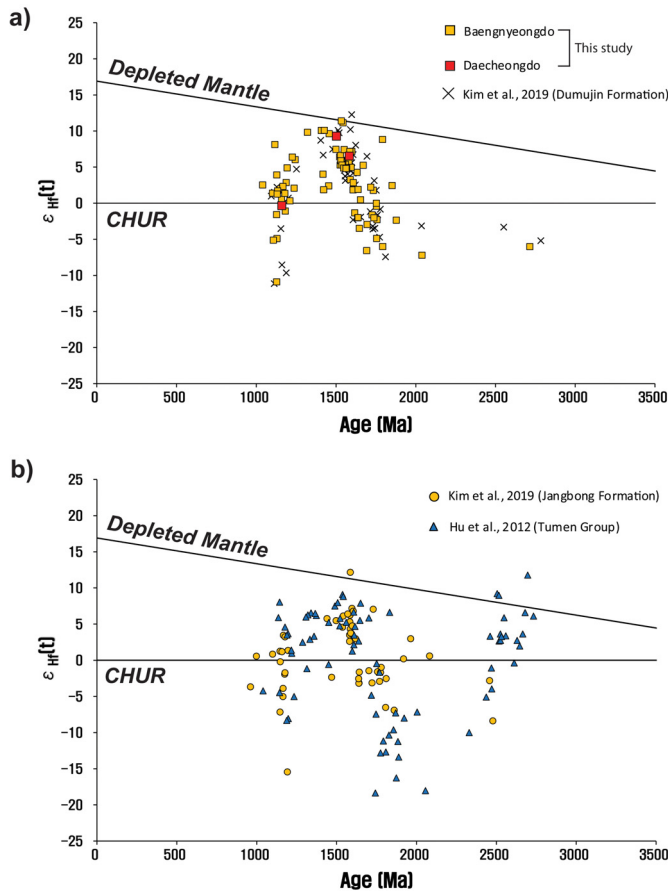 a)
25
20
15
10
5
0
-5
-10
-15
-20
-25
ε Hf(t)
Baengnyeongdo
This study
Daecheongdo
Kim et al., 2019 (Dumujin Formation)
Depleted Mantle
CHUR
0 500 1000 1500 2000 2500 3000 3500
Age (Ma)
b)
25
20
15
10
5
0
-5
-10
-15
-20
-25
ε Hf(t)
Kim et al., 2019 (Jangbong Formation)
Hu et al., 2012 (Tumen Group)
Depleted Mantle
CHUR
0 500 1000 1500 2000 2500 3000 3500
Age (Ma)